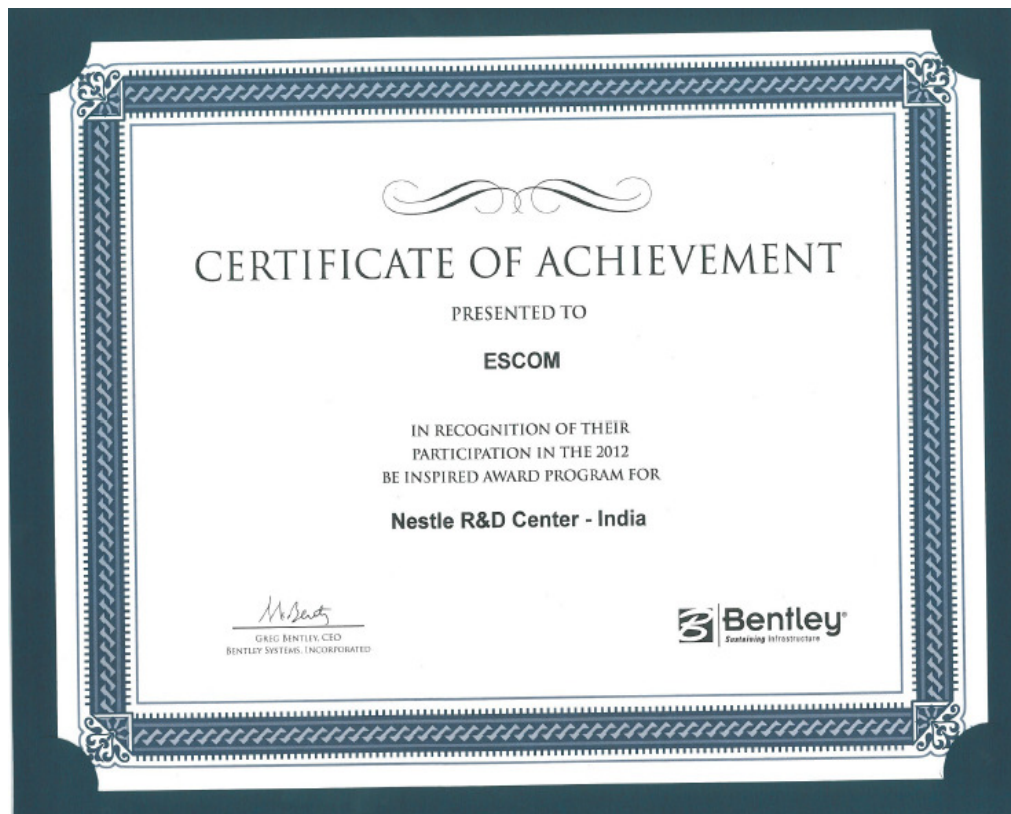 CERTIFICATE OF ACHIEVEMENT
PRESENTED TO
ESCOM
IN RECOGNITION OF THEIR
PARTICIPATION IN THE 2012
BE INSPIRED AWARD PROGRAM FOR
Nestle R&D Center - India
GREG BENTLEY, CEO
BENTLEY SYSTEMS, INCORPORATED
B Bentley®
Sustaining Infrastructure